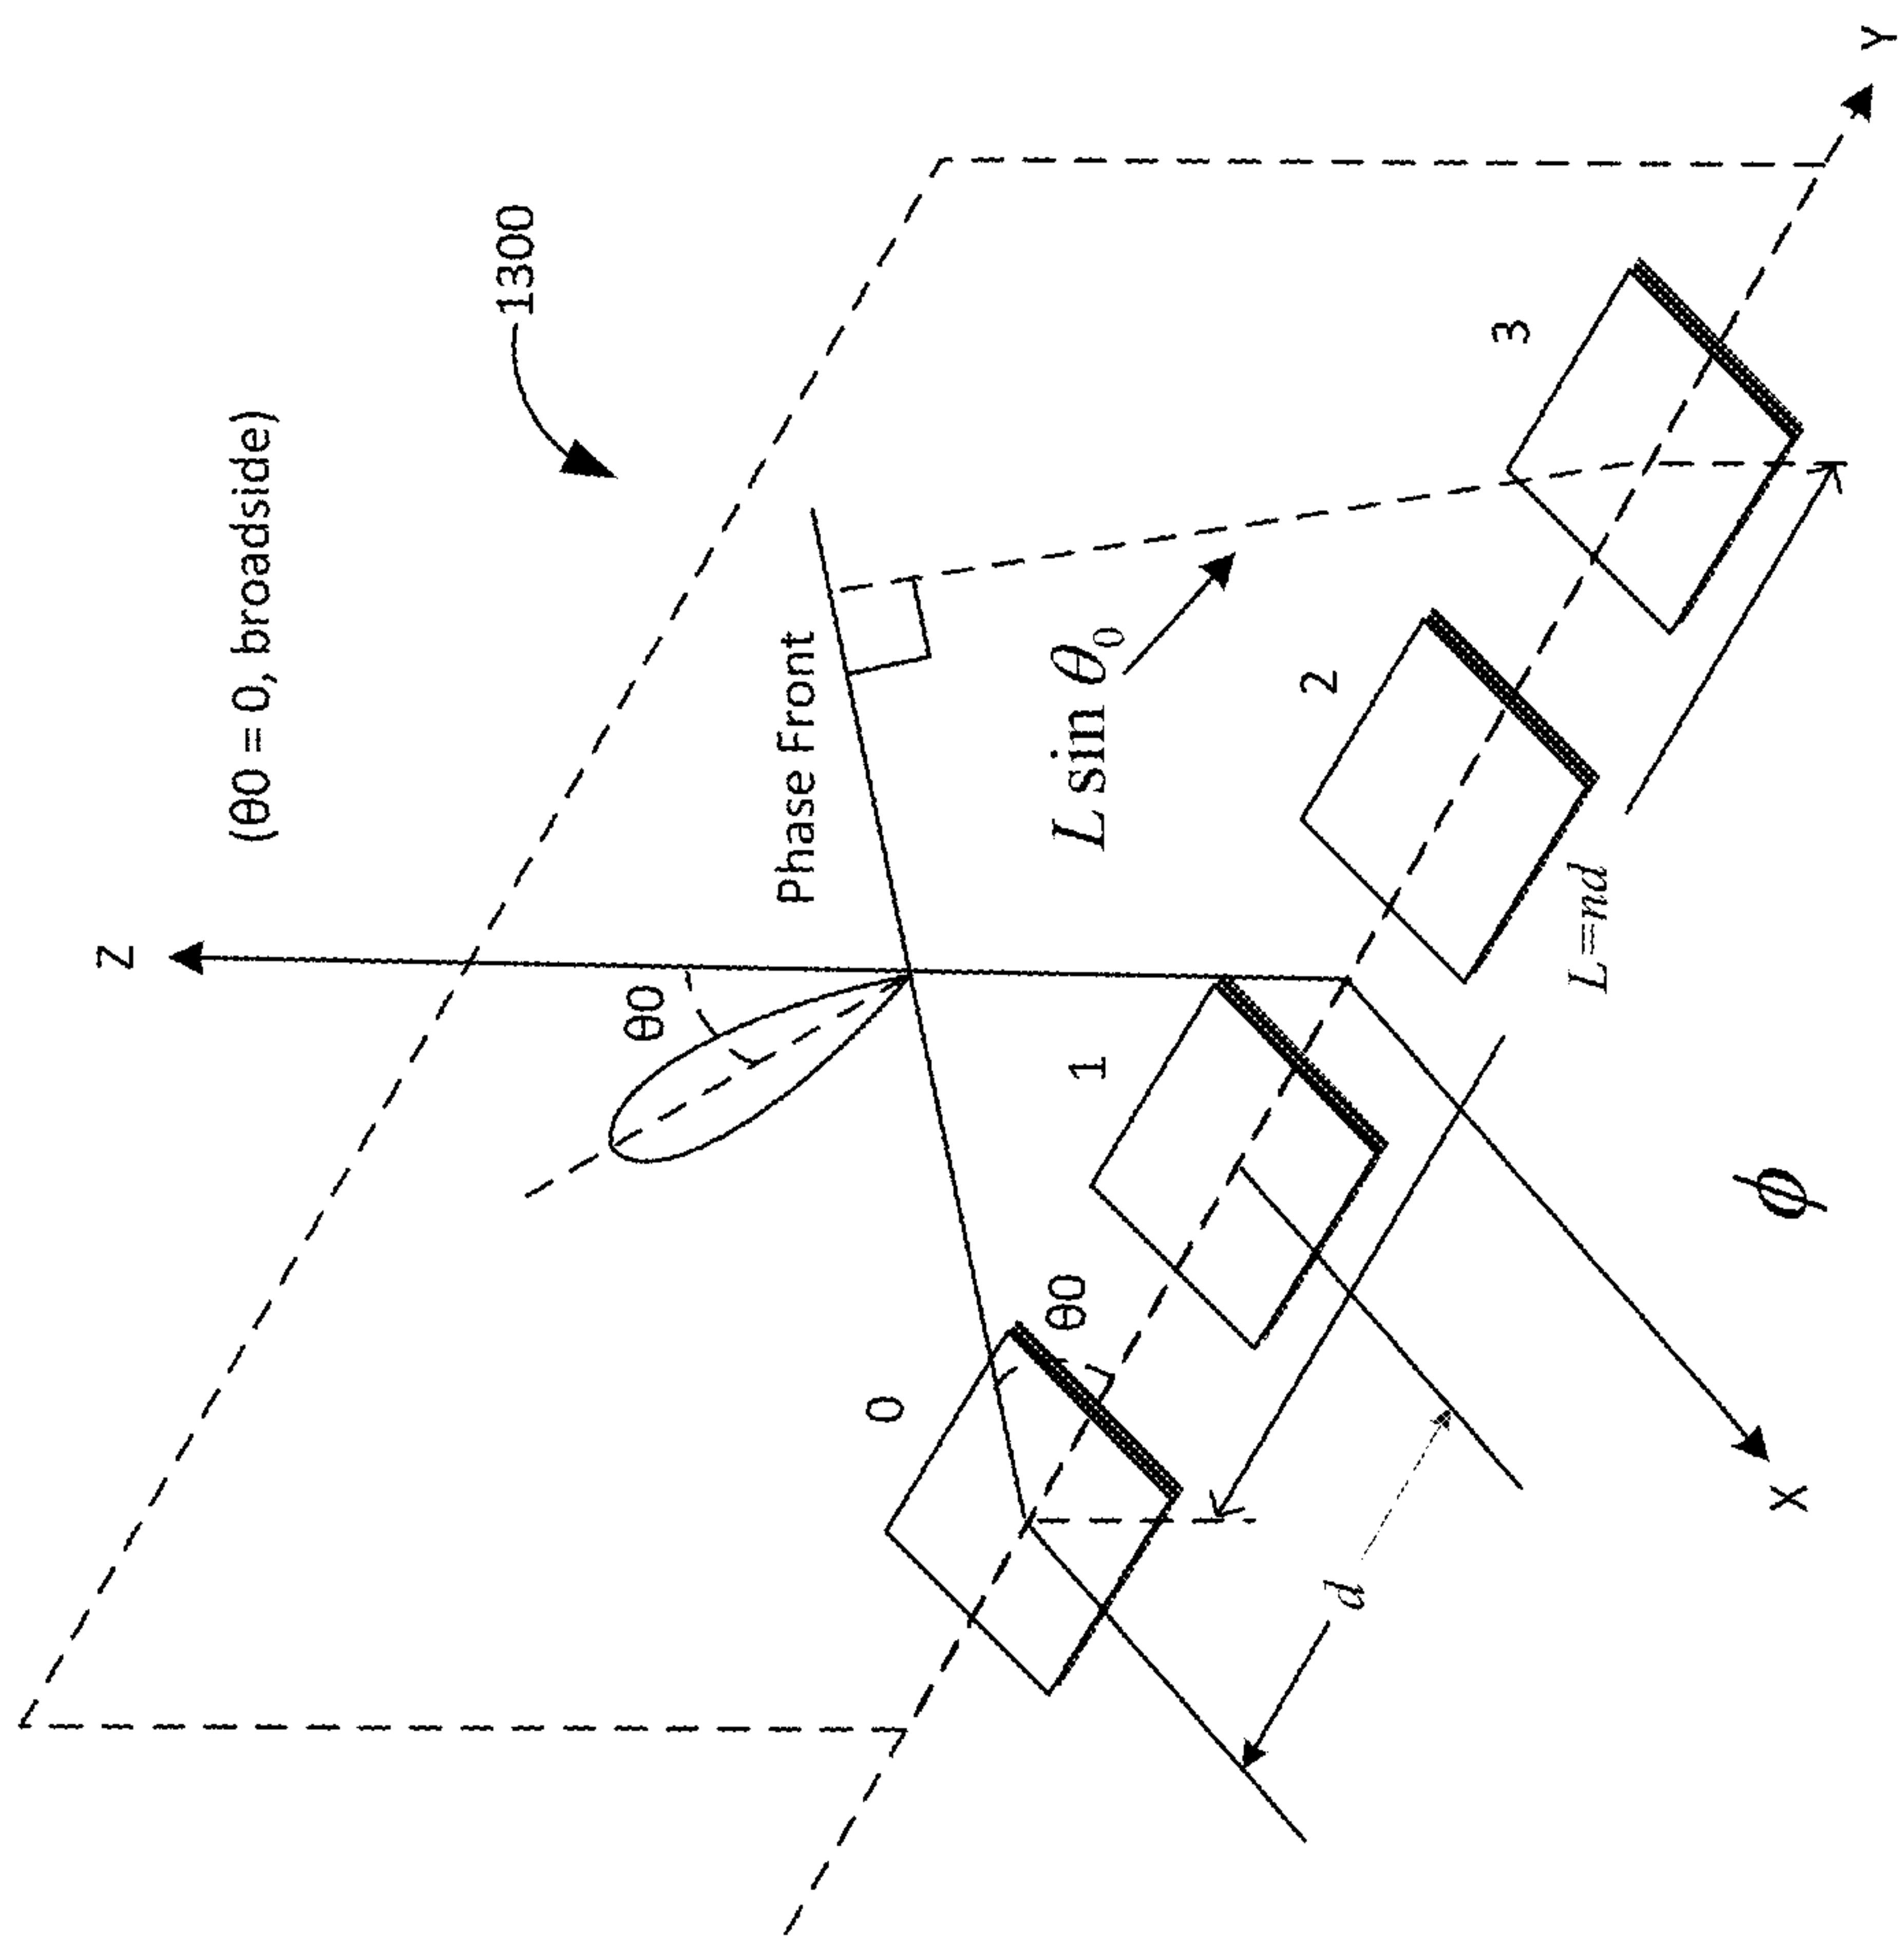 Z
(θ0 = 0, broadside)
1300
θ0
Phase Front
L sin θ₀
0
θ0
1
2
3
Y
d
L=nd
X
ϕ